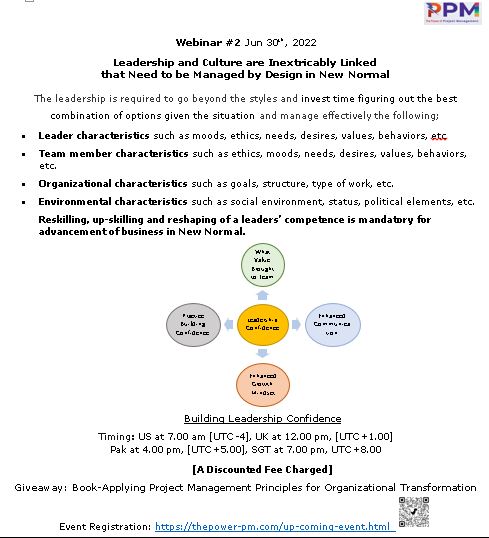 PPM
Webinar #2 Jun 30th, 2022
Leadership and Culture are Inextricably Linked
that Need to be Managed by Design in New Normal
The leadership is required to go beyond the styles and invest time figuring out the best
combination of options given the situation and manage effectively the following;
• Leader characteristics such as moods, ethics, needs, desires, values, behaviors, etc
• Team member characteristics such as ethics, moods, needs, desires, values, behaviors,
etc.
• Organizational characteristics such as goals, structure, type of work, etc.
• Environmental characteristics such as social environment, status, political elements, etc.
Reskilling, up-skilling and reshaping of a leaders' competence is mandatory for
advancement of business in New Normal.
What
Value
Brought
to Team
Practice
Building
Confidence
Leadership
Confidence
Enhanced
Communica
tion
Enhanced
Growth
Mindset
Building Leadership Confidence
Timing: US at 7.00 am [UTC-4], UK at 12.00 pm, [UTC+1.00]
Pak at 4.00 pm, [UTC+5.00], SGT at 7.00 pm, UTC+8.00
[A Discounted Fee Charged]
Giveaway: Book-Applying Project Management Principles for Organizational Transformation
Event Registration: https://thepower-pm.com/up-coming-event.html